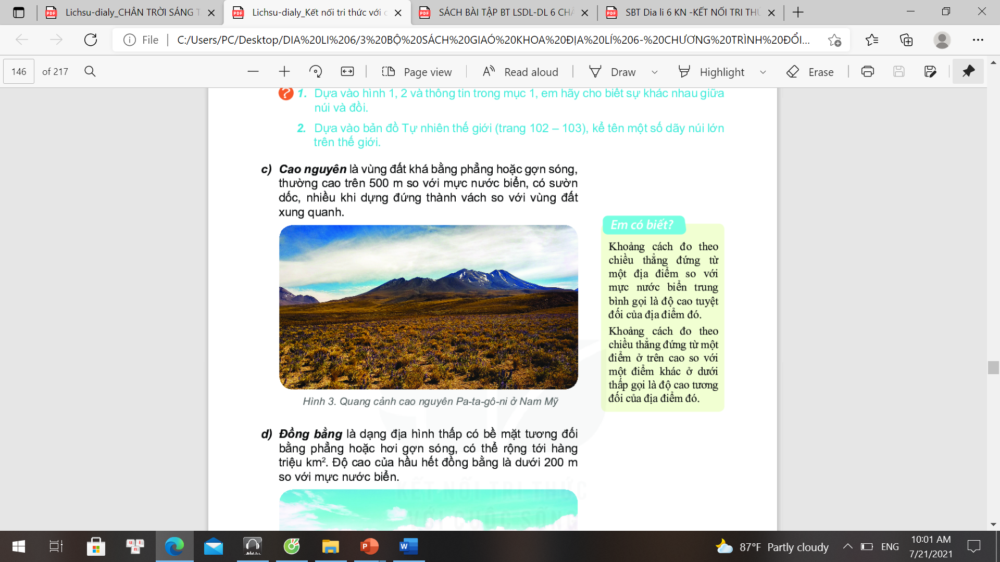 Lichsu-dialy_CHÂN TRỜI SÁNG T
Lichsu-dialy_Kết nối tri thức với c
SÁCH BÀI TẬP BT LSDL-DL 6 CHÂ
SBT Dia li 6 KN -KẾT NỐI TRI THỨ
File
C:/Users/PC/Desktop/DIA%20LI%206/3%20BỘ%20SÁCH%20GIAÓ%20KHOA%20ĐỊA%20LÍ%206-%20CHƯƠNG%20TRÌNH%20ĐỔI...
146 of 217
Page view
Read aloud
Draw
Highlight
Erase
? 1. Dựa vào hình 1, 2 và thông tin trong mục 1, em hãy cho biết sự khác nhau giữa
núi và đồi.
2. Dựa vào bản đồ Tự nhiên thế giới (trang 102 – 103), kể tên một số dãy núi lớn
trên thế giới.
c) Cao nguyên là vùng đất khá bằng phẳng hoặc gợn sóng,
thường cao trên 500 m so với mực nước biển, có sườn
dốc, nhiều khi dựng đứng thành vách so với vùng đất
xung quanh.
Hình 3. Quang cảnh cao nguyên Pa-ta-gô-ni ở Nam Mỹ
Em có biết?
Khoảng cách đo theo
chiều thẳng đứng từ
một địa điểm so với
mực nước biển trung
bình gọi là độ cao tuyệt
đối của địa điểm đó.
Khoảng cách đo theo
chiều thẳng đứng từ một
điểm ở trên cao so với
một điểm khác ở dưới
thấp gọi là độ cao tương
đối của địa điểm đó.
d) Đồng bằng là dạng địa hình thấp có bề mặt tương đối
bằng phẳng hoặc hơi gợn sóng, có thể rộng tới hàng
triệu km². Độ cao của hầu hết đồng bằng là dưới 200 m
so với mực nước biển.
KẾT NỐI TRI THỨC
VỚI CUỘC SỐNG
87°F Partly cloudy
ENG
10:01 AM
7/21/2021